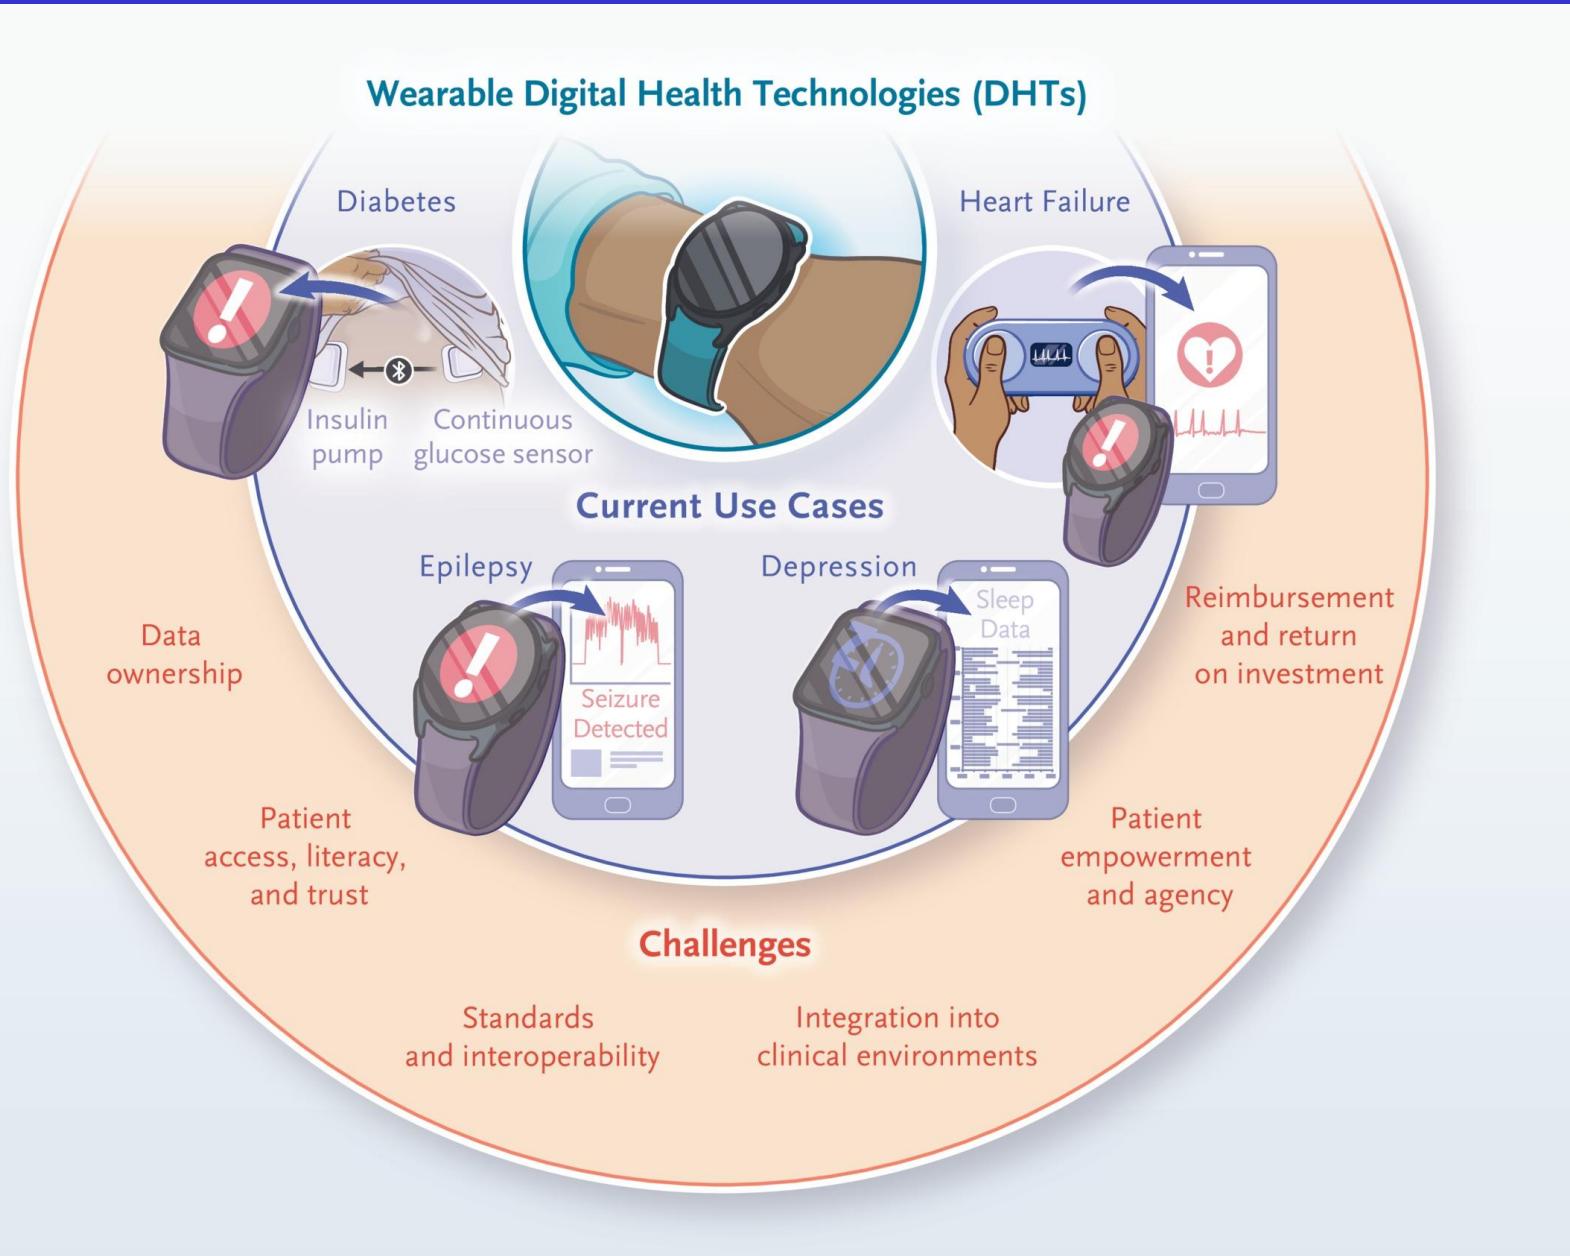 Wearable Digital Health Technologies (DHTs)
Diabetes
Heart Failure
Insulin
pump
Continuous
glucose sensor
Current Use Cases
Epilepsy
Seizure
Detected
Depression
Sleep
Data
Data
ownership
Reimbursement
and return
on investment
Patient
access, literacy,
and trust
Patient
empowerment
and agency
Challenges
Standards
and interoperability
Integration into
clinical environments